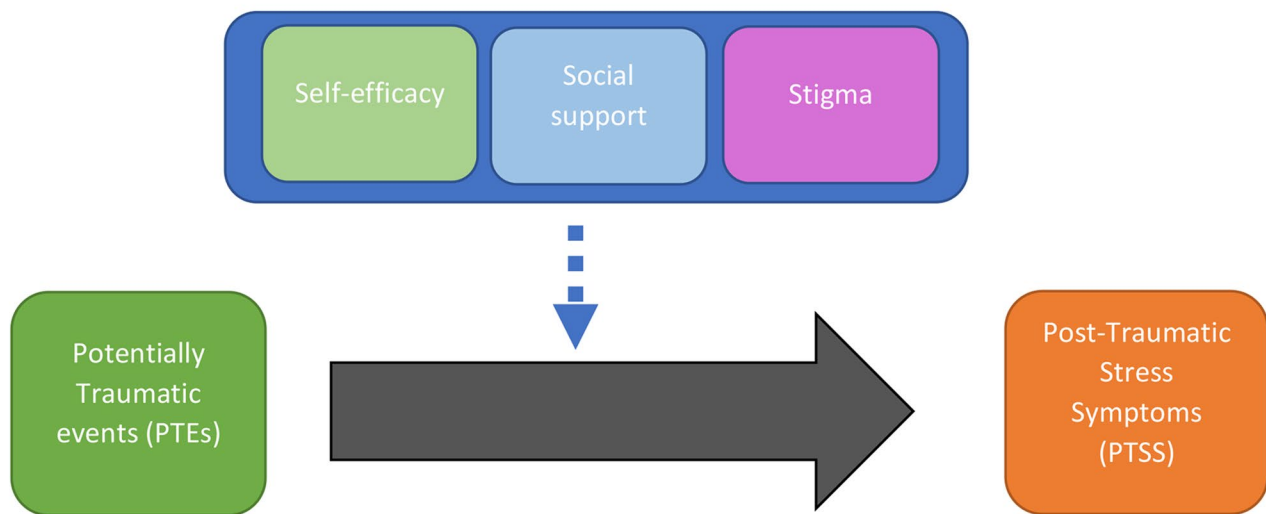 Self-efficacy
Social
support
Stigma
Potentially
Traumatic
events (PTEs)
Post-Traumatic
Stress
Symptoms
(PTSS)